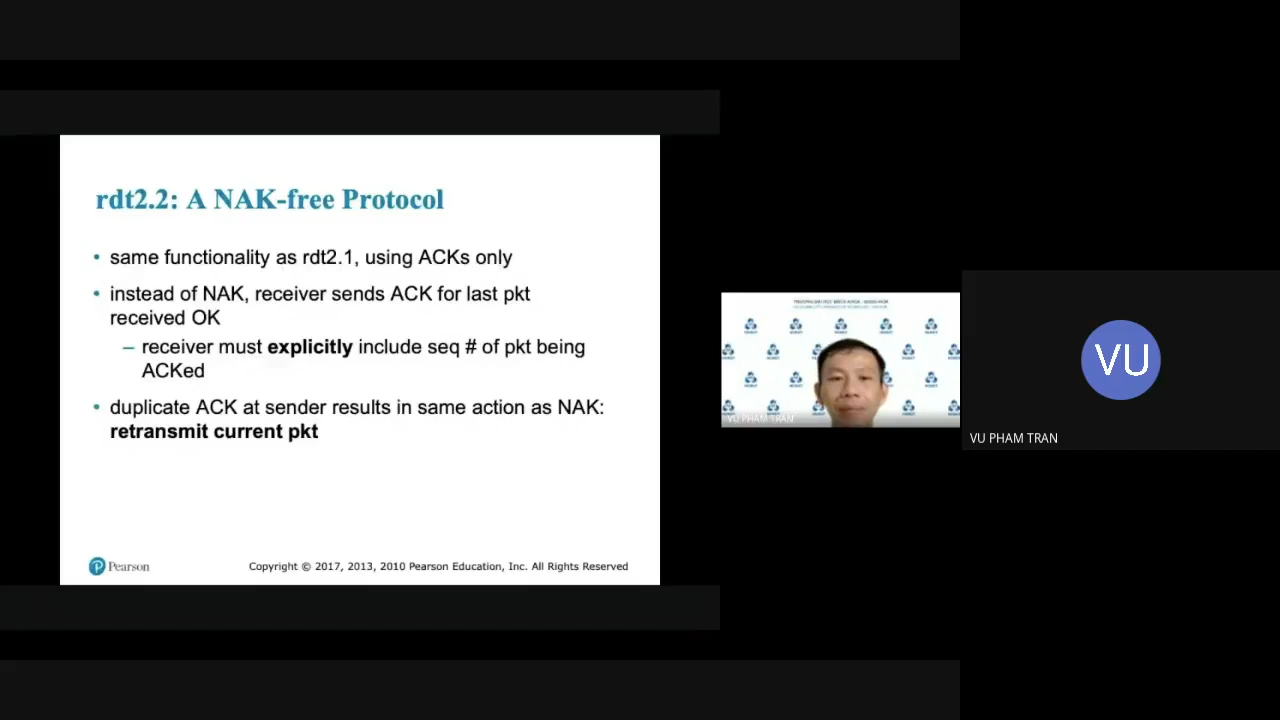 rdt2.2: A NAK-free Protocol
• same functionality as rdt2.1, using ACKs only
• instead of NAK, receiver sends ACK for last pkt
received OK
– receiver must explicitly include seq # of pkt being
ACKed
• duplicate ACK at sender results in same action as NAK:
retransmit current pkt
Pearson
Copyright © 2017, 2013, 2010 Pearson Education, Inc. All Rights Reserved
VU PHAM TRAN
VU
VU PHAM TRAN